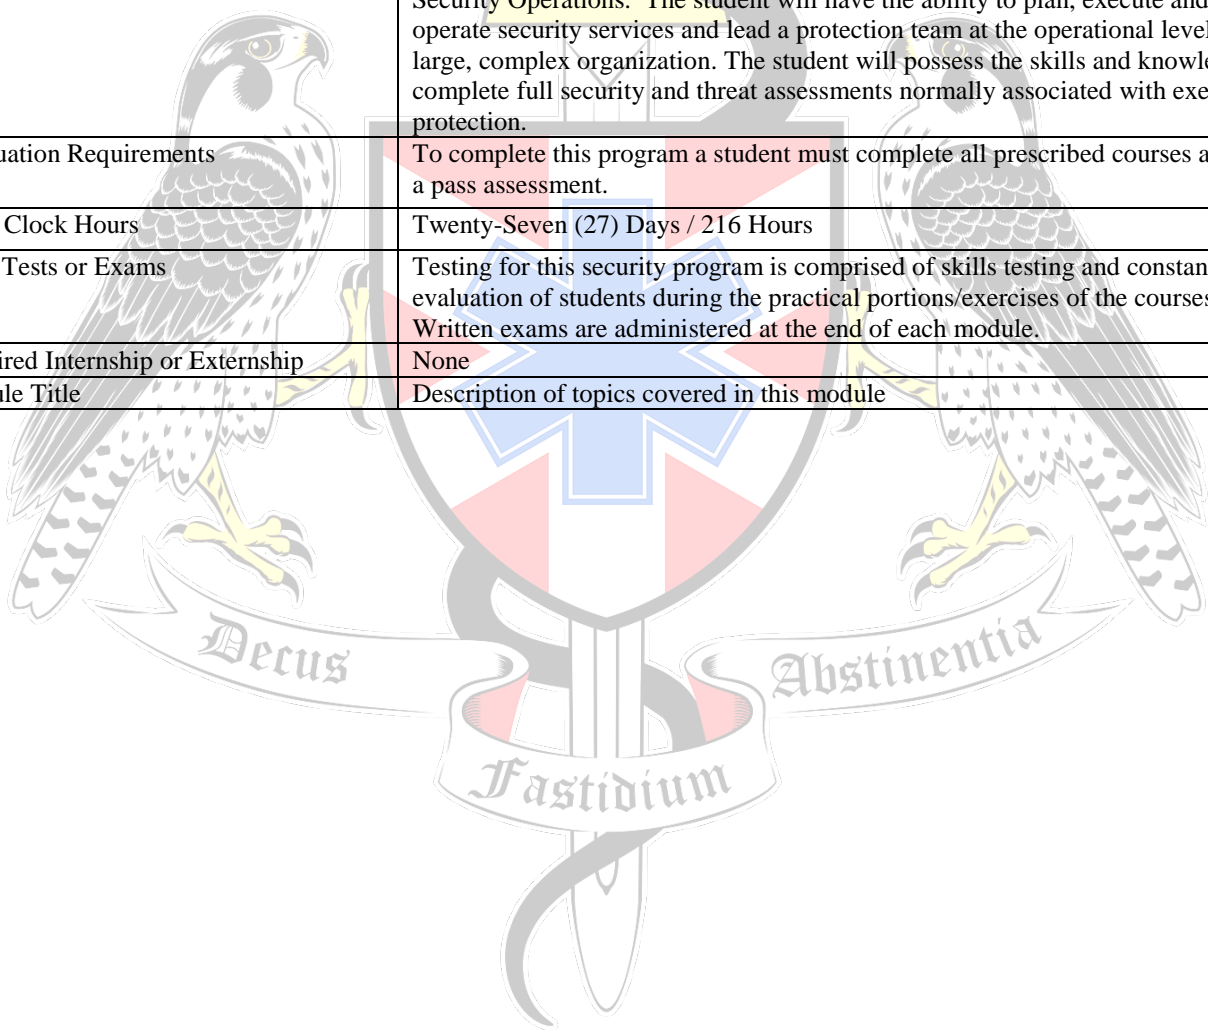 Security Operations. The student will have the ability to plan, execute and
operate security services and lead a protection team at the operational level
large, complex organization. The student will possess the skills and knowle
complete full security and threat assessments normally associated with exe
protection.
uation Requirements
To complete this program a student must complete all prescribed courses a
a pass assessment.
Clock Hours
Twenty-Seven (27) Days / 216 Hours
Tests or Exams
Testing for this security program is comprised of skills testing and constan
evaluation of students during the practical portions/exercises of the courses
Written exams are administered at the end of each module.
ired Internship or Externship
None
ule Title
Description of topics covered in this module
Decus
Abstinentia
Fastidium